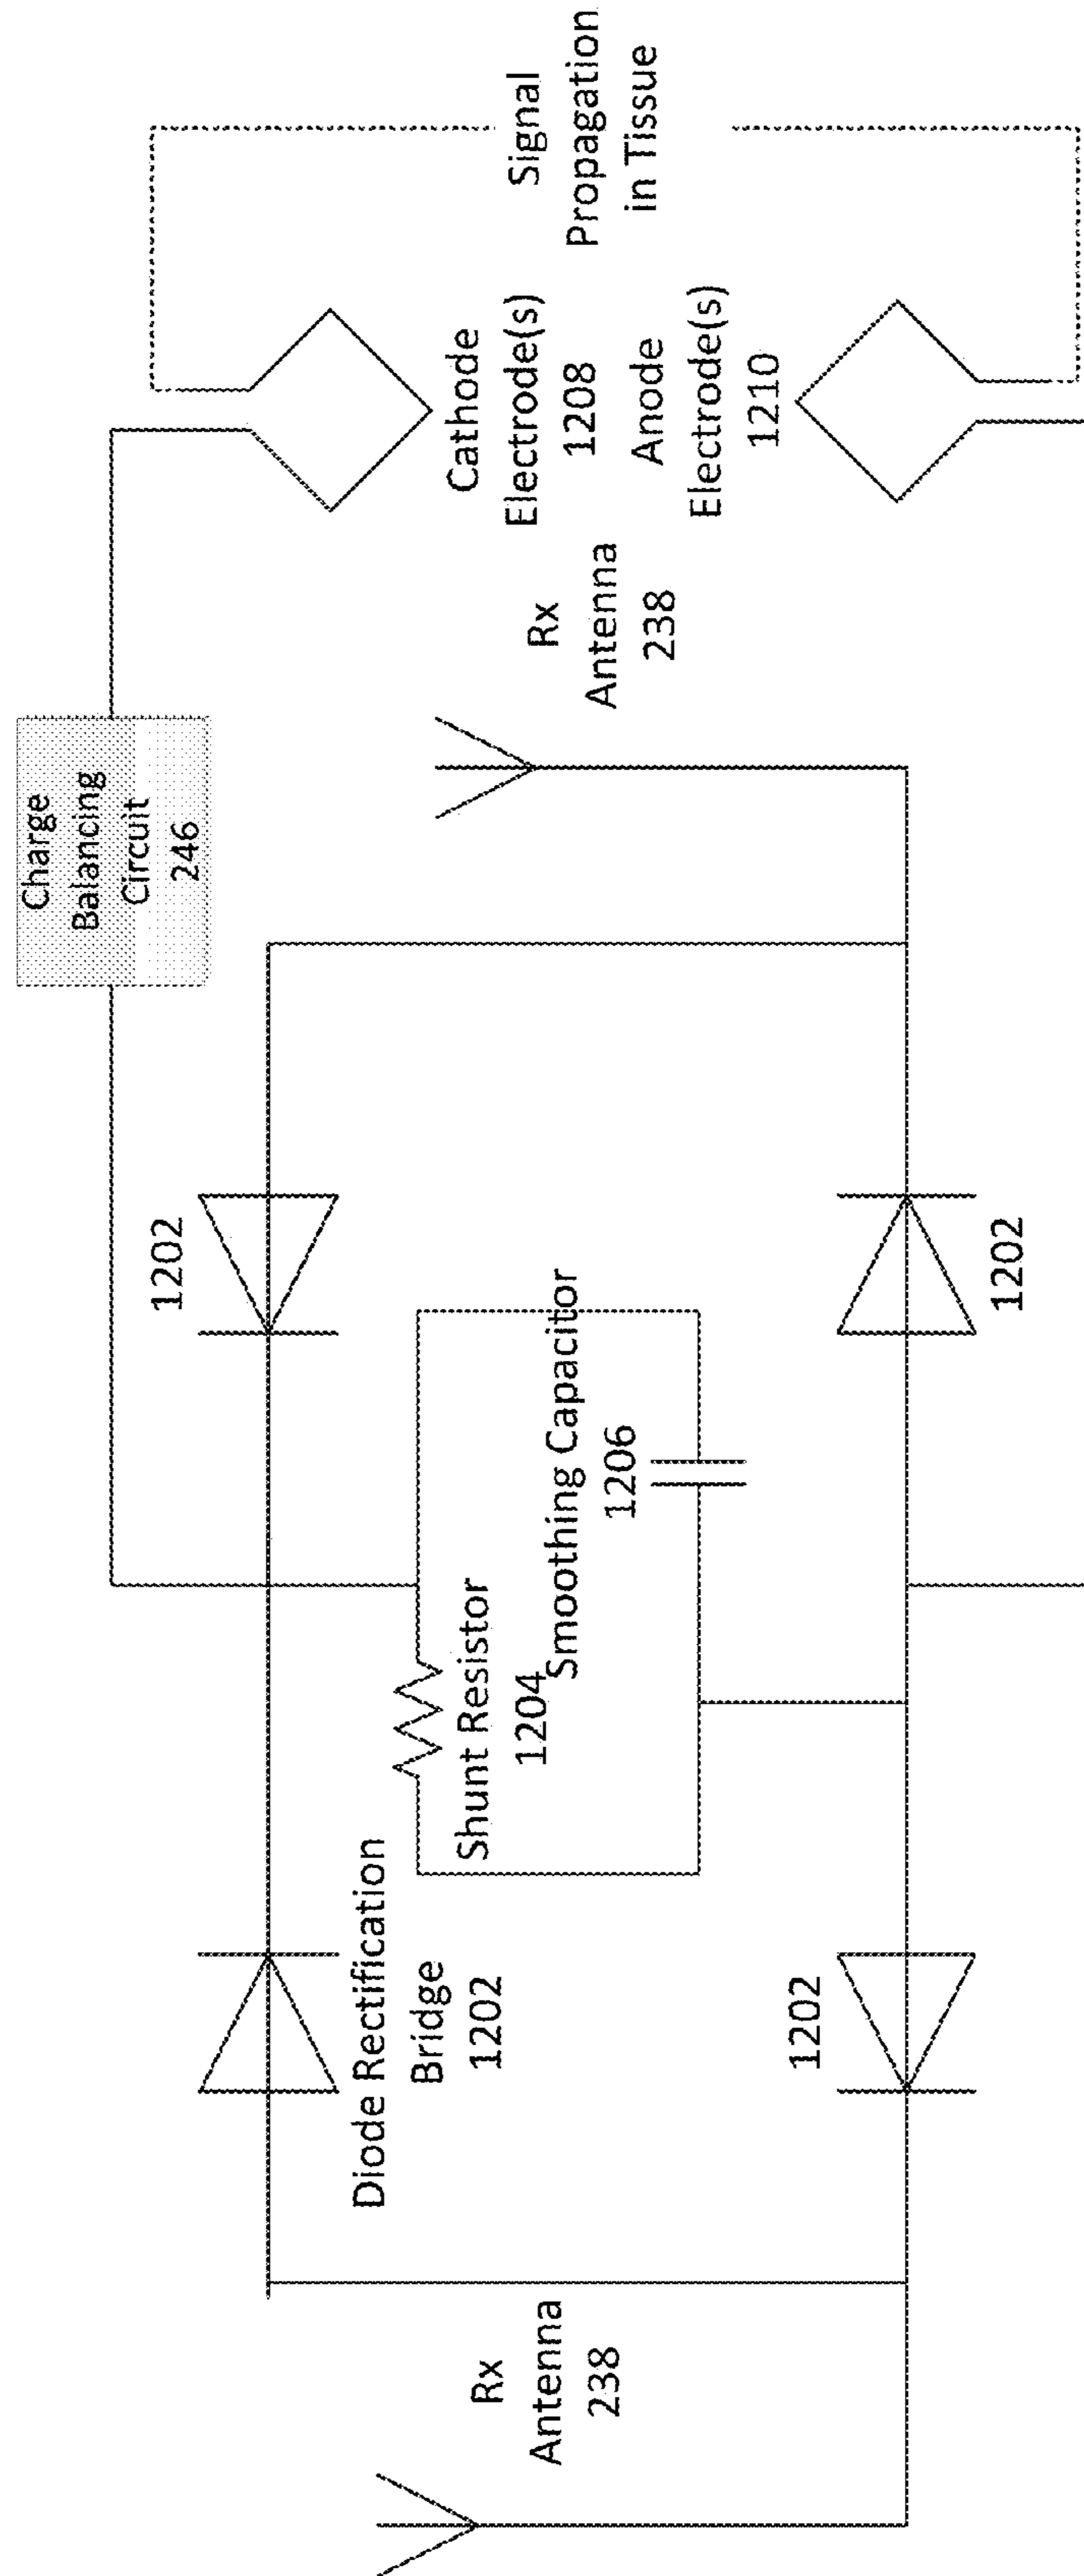 Charge
Balancing
Circuit
246
1202
1202
Diode Rectification
Bridge
1202
1202
Shunt Resistor
1204
Smoothing Capacitor
1206
Rx
Antenna
238
Rx
Antenna
238
Cathode
Electrode(s)
1208
Anode
Electrode(s)
1210
Signal
Propagation
in Tissue